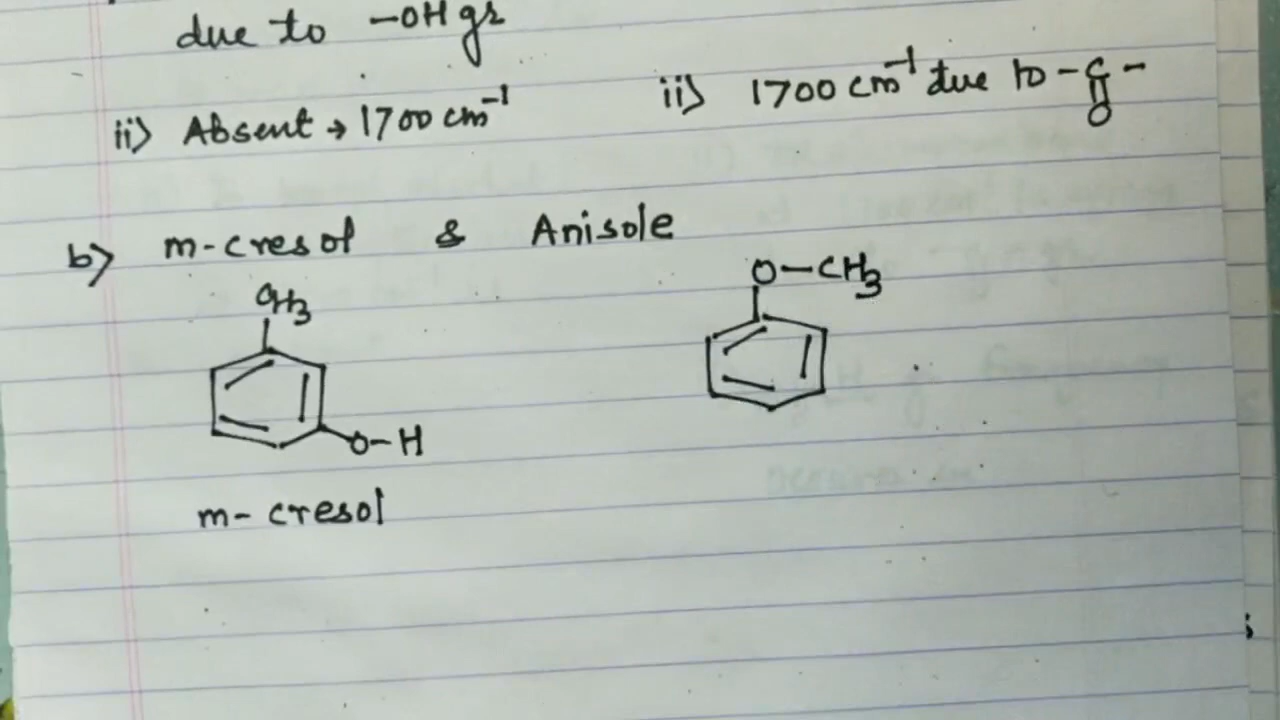 due to -OH gr
ii) Absent → 1700 cm⁻¹
ii) 1700 cm⁻¹ due to -C-
O
b) m-cresol & Anisole
CH3
O-H
m-cresol
O-CH3